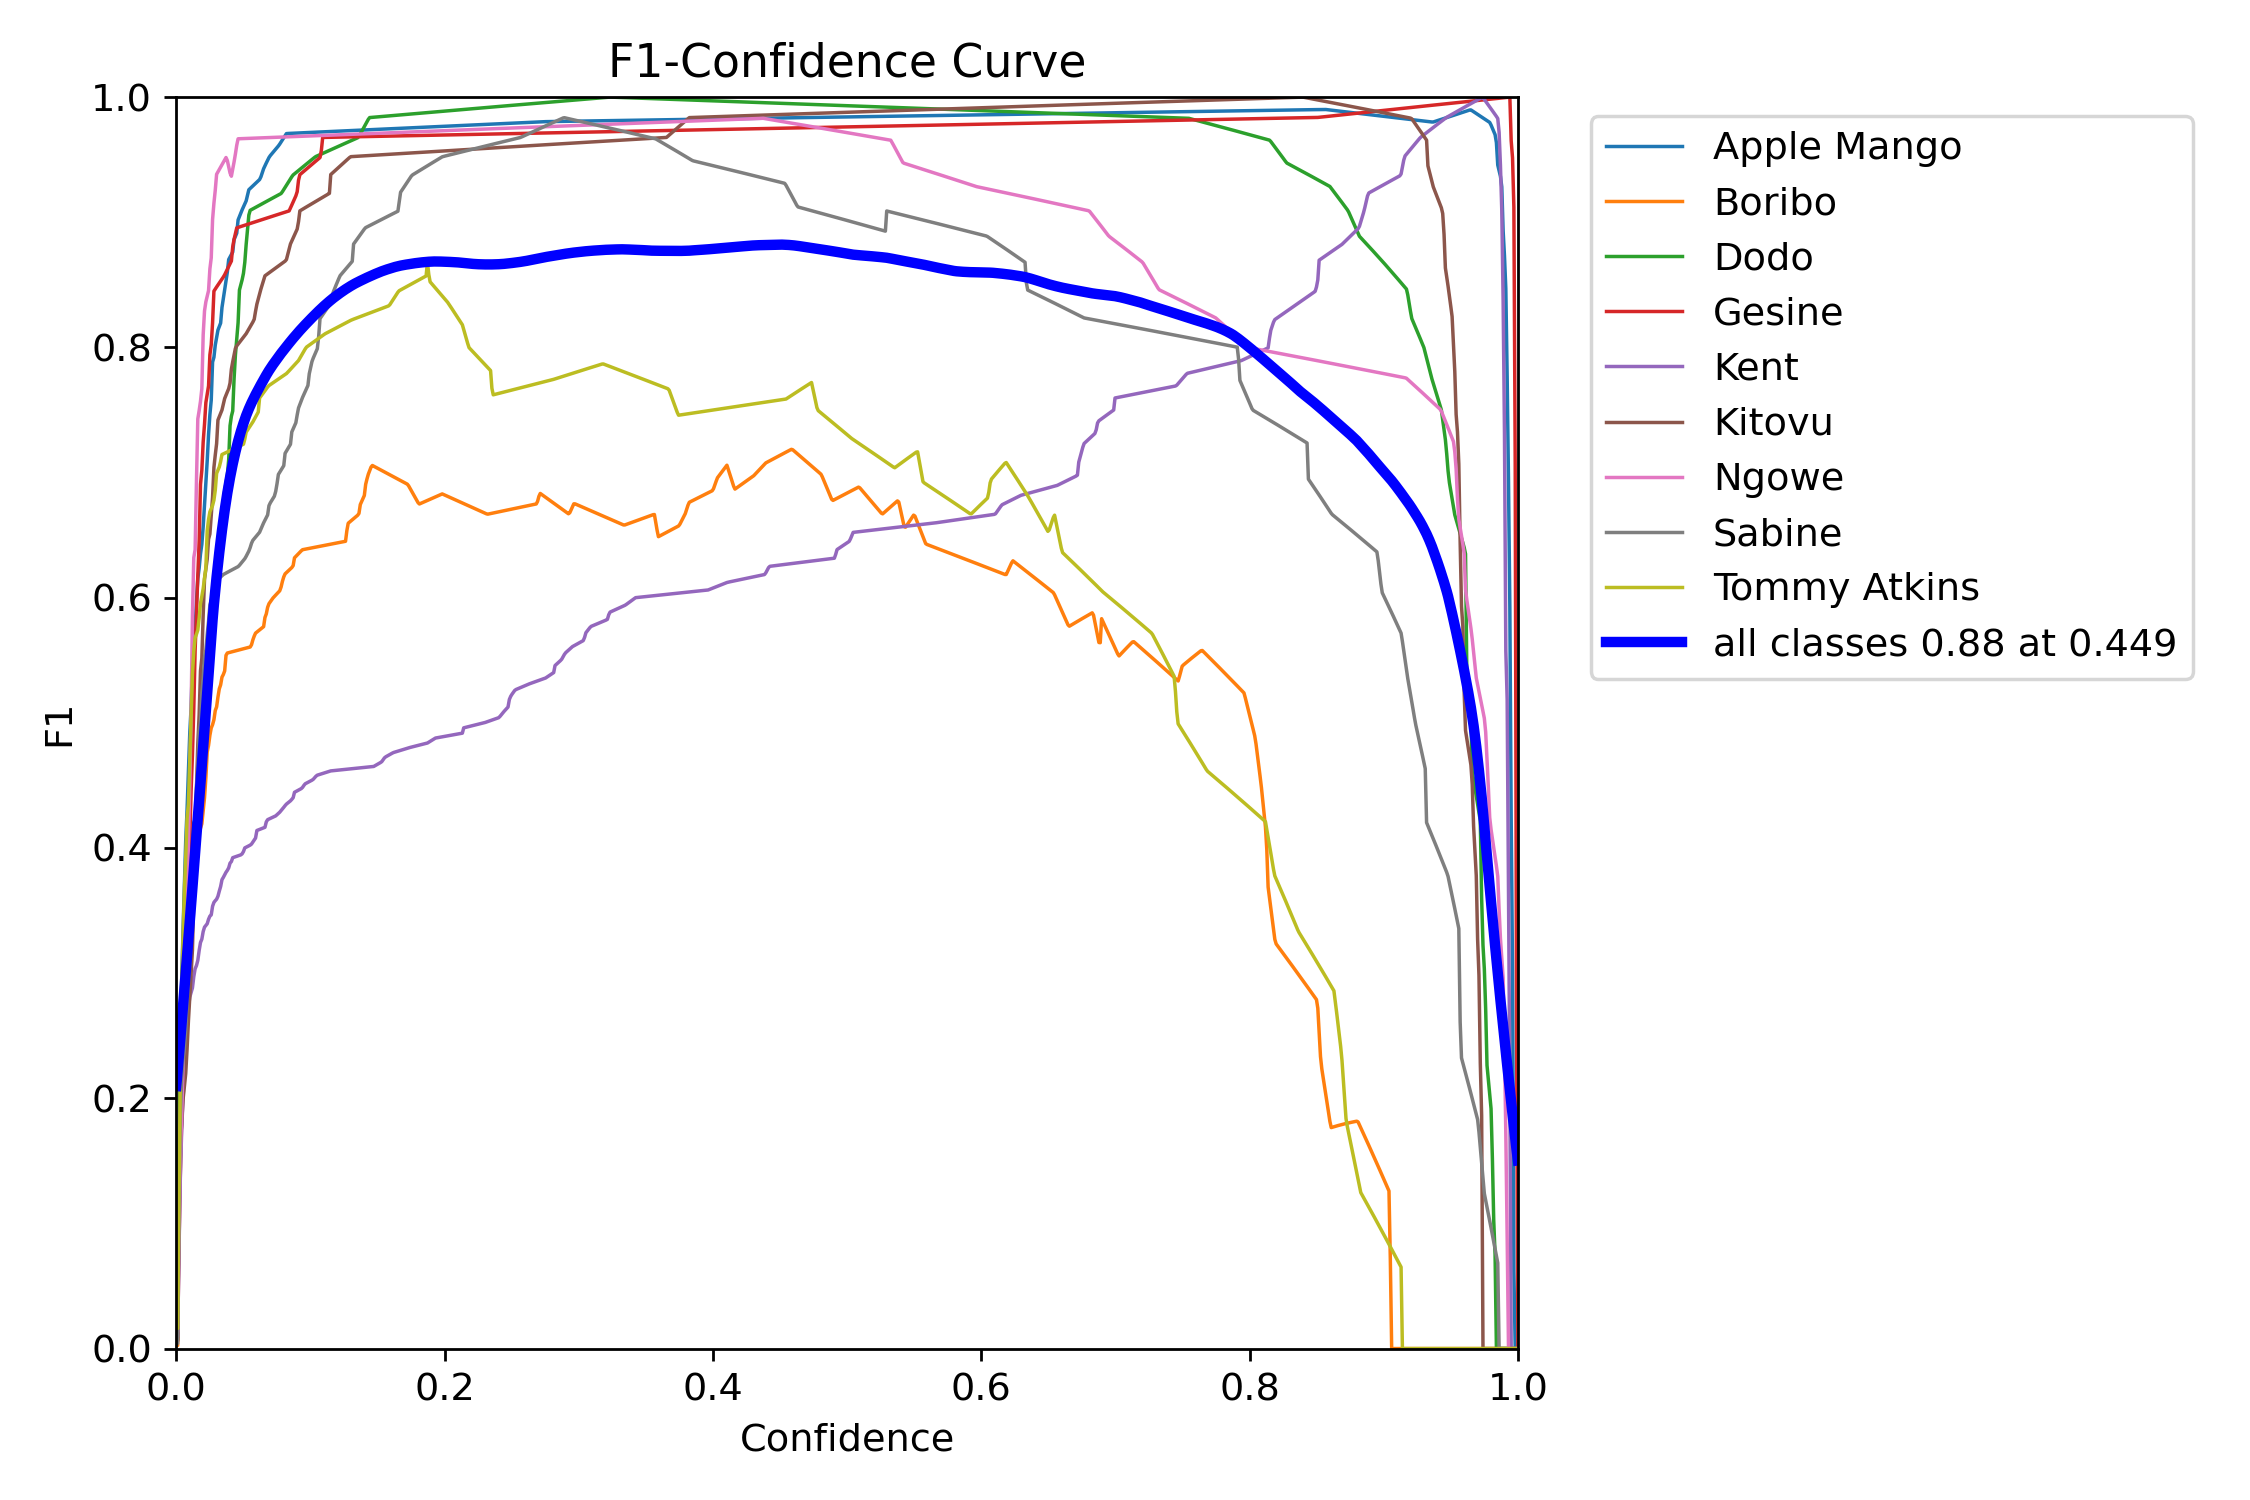 F1-Confidence Curve
1.0
0.8
0.6
0.4
0.2
0.0
F1
0.0 0.2 0.4 0.6 0.8 1.0
Confidence
Apple Mango
Boribo
Dodo
Gesine
Kent
Kitovu
Ngowe
Sabine
Tommy Atkins
all classes 0.88 at 0.449